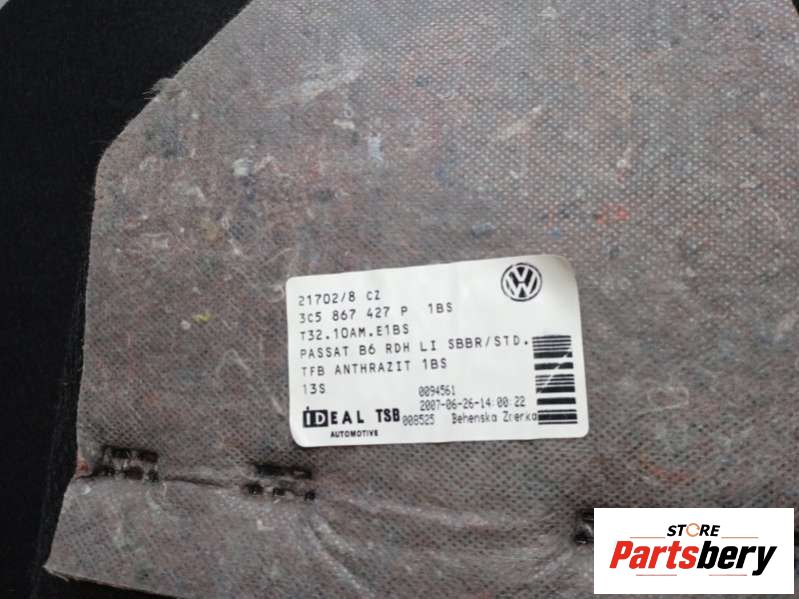 21702/8 CZ
3C5 867 427 P 1BS
T32.10AM.E1BS
PASSAT B6 RDH LI SBBR/STD.
TFB ANTHRAZIT 1BS
13S
0094561
2007-06-26-14:00:22
IDEAL TSB 008525 Behenska Zderka
AUTOMOTIVE
STORE
Partsbery